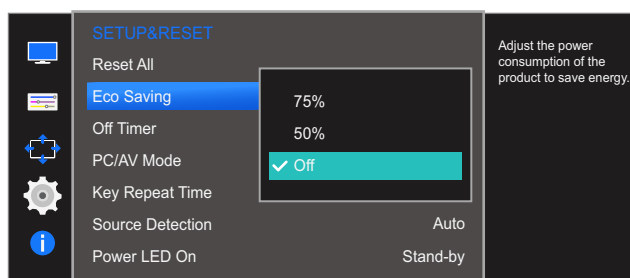 SETUP&RESET
Reset All
Eco Saving
75%
Off Timer
50%
PC/AV Mode
Off
Key Repeat Time
Source Detection Auto
Power LED On Stand-by
Adjust the power
consumption of the
product to save energy.